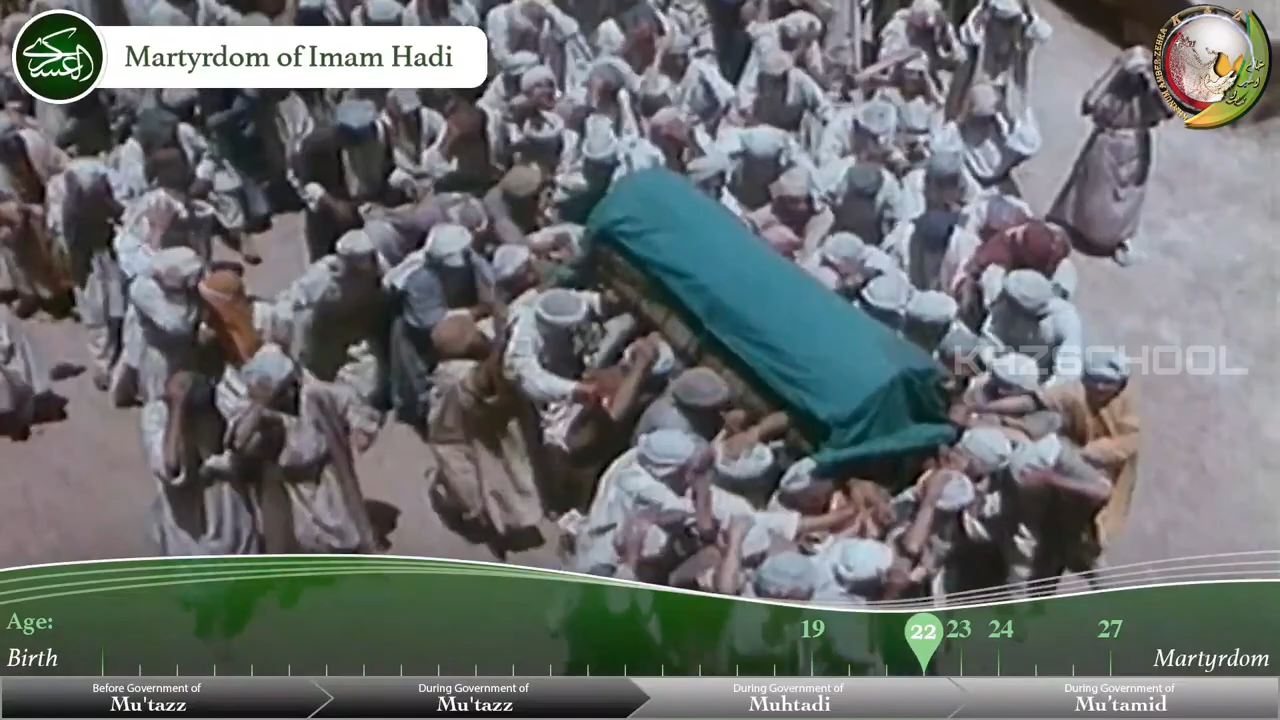 العسكري
Martyrdom of Imam Hadi
KAZSCHOOL
Age:
19
22
23
24
27
Birth
Martyrdom
Before Government of
Mu'tazz
During Government of
Mu'tazz
During Government of
Muhtadi
During Government of
Mu'tamid